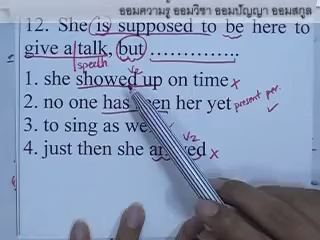 ออมความรู้ ออมวิชา ออมปัญญา ออมสกุล
12. She is supposed to be here to
give a talk, but ..............
speech V2
1. she showed up on time x
2. no one has seen her yet present per. ✓
3. to sing as well
V2
4. just then she arrived x